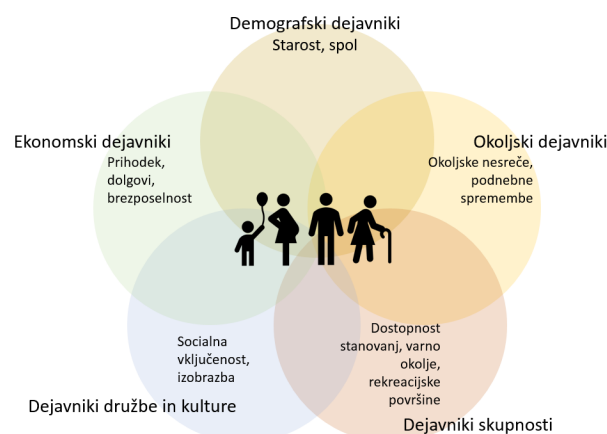 Demografski dejavniki
Starost, spol
Ekonomski dejavniki
Prihodek,
dolgovi,
brezposelnost
Okoljski dejavniki
Okoljske nesreče,
podnebne
spremembe
Socialna
vključenost,
izobrazba
Dejavniki družbe in kulture
Dostopnost
stanovanj, varno
okolje,
rekreacijske
površine
Dejavniki skupnosti